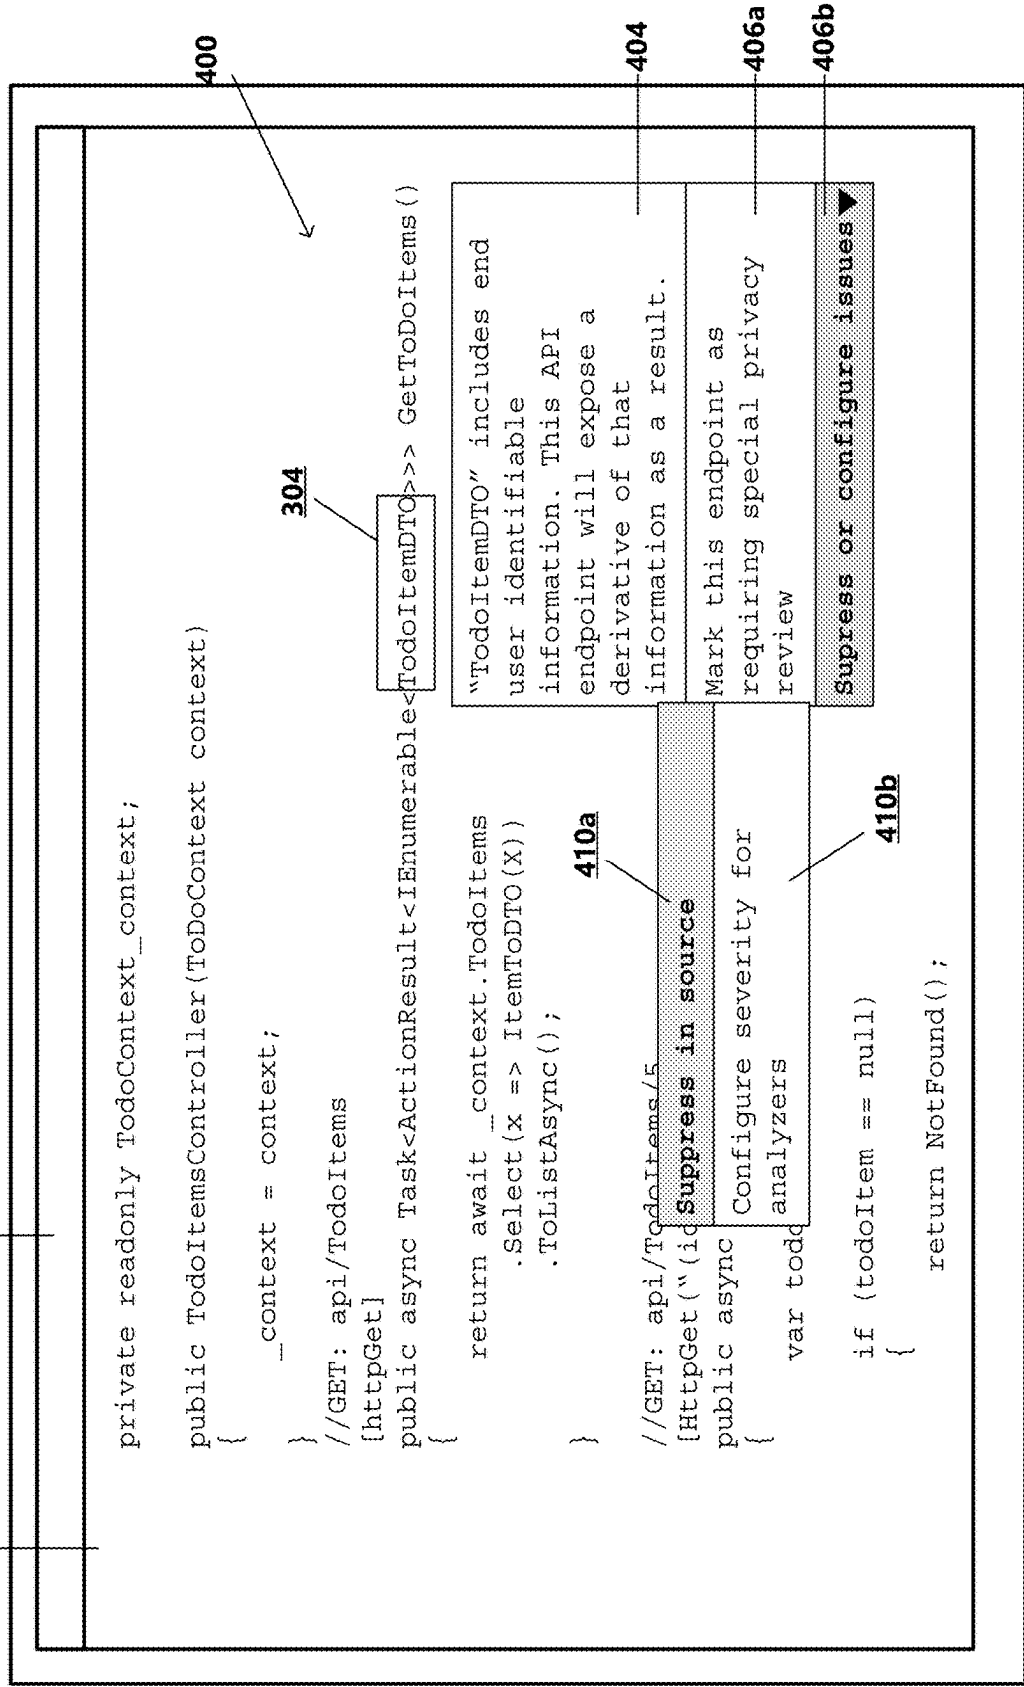 400
private readonly TodoContext_context;
public TodoItemsController(ToDoContext context)
{
_context = context;
}
//GET: api/TodoItems
[httpGet]
public async Task<ActionResult<IEnumerable<TodoItemDTO>>> GetToDoItems()
304
{
return await _context.TodoItems
.Select(x => ItemToDTO(X))
.ToListAsync();
}
"TodoItemDTO" includes end
user identifiable
information. This API
endpoint will expose a
derivative of that
information as a result.
404
Mark this endpoint as
requiring special privacy
review
406a
Supress or configure issues
406b
410a
Suppress in source
Configure severity for
analyzers
410b
//GET: api/TodoItems/5
[HttpGet("(id
public async
{
var todo
if (todoItem == null)
{
return NotFound();